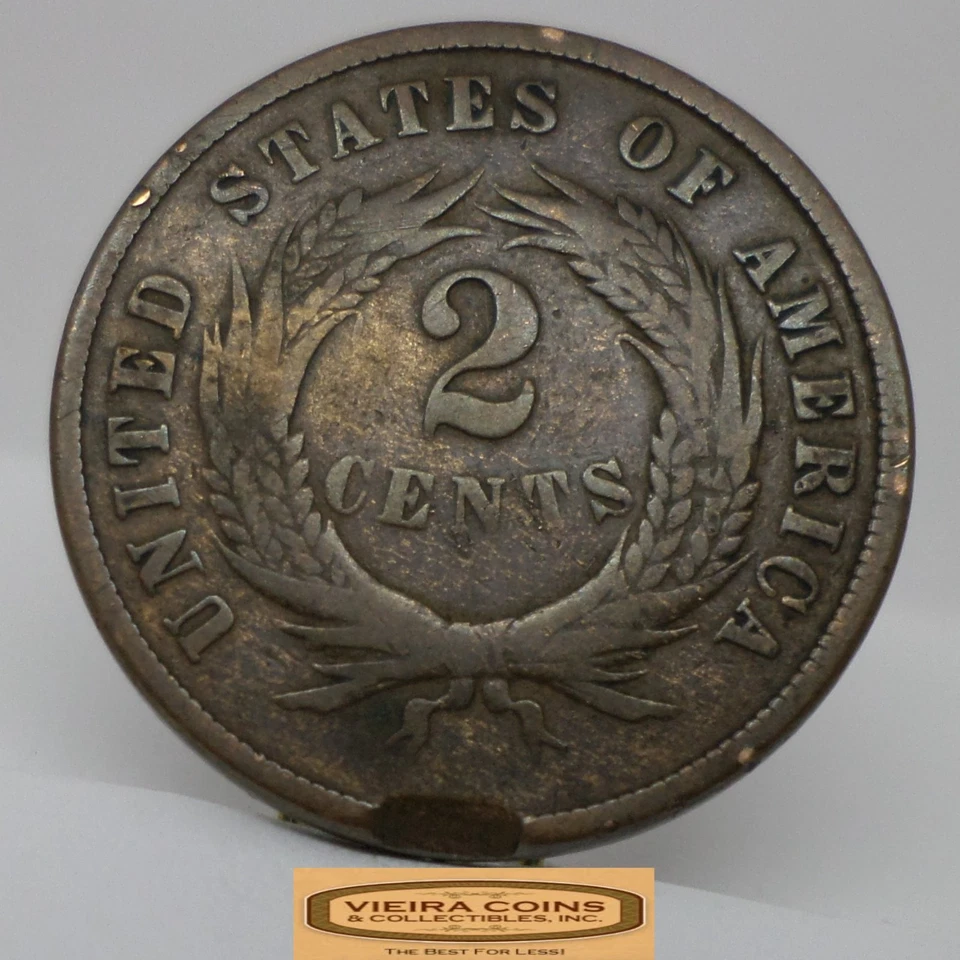 UNITED STATES OF AMERICA
2
CENTS
VIEIRA COINS
& COLLECTIBLES, INC.
THE BEST FOR LESS!